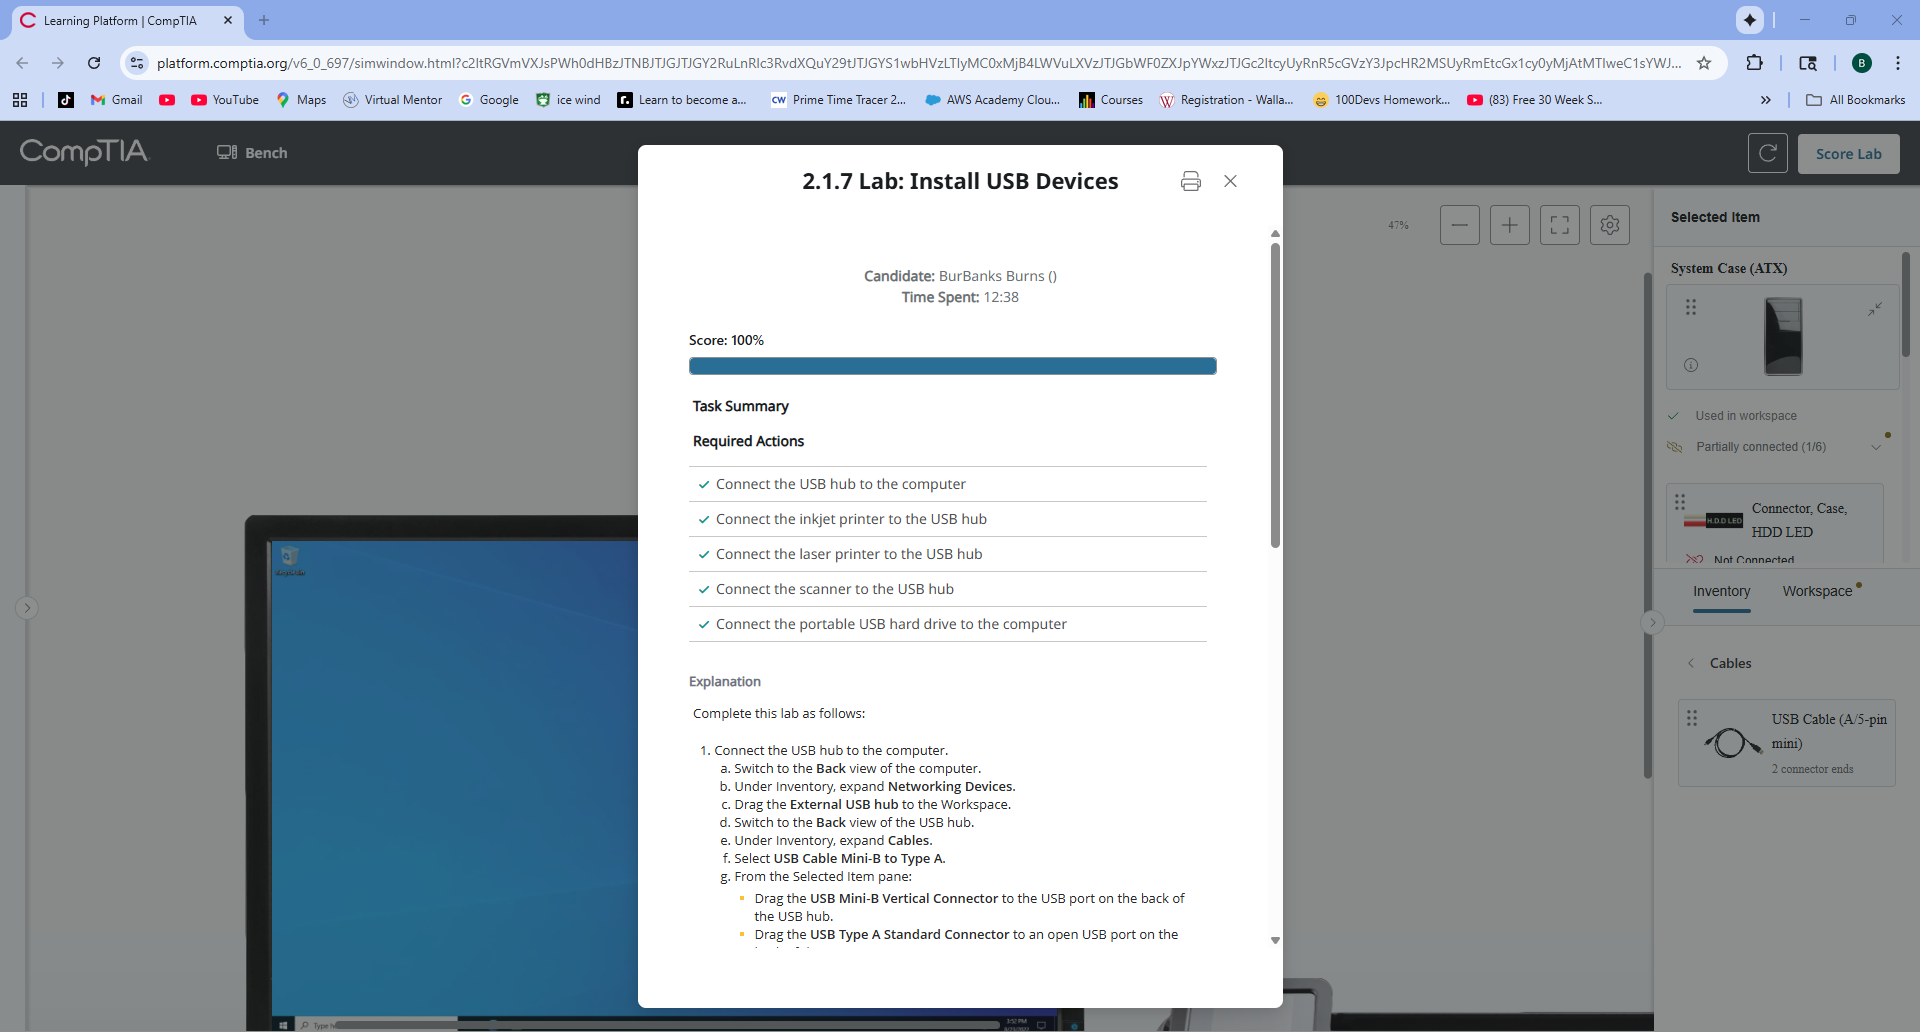 Learning Platform | CompTIA
platform.comptia.org/v6_0_697/simwindow.html?c2ltRGVmVXJsPWh0dHBzJTNBJTJGJTJGY2RuLnRlc3RvdXQuY29tJTJGYS1wbHVzLTIyMC0xMjB4LWVuLXVzJTJGbWF0ZXJpYWxzJTJGc2ltcyUyRnR5cGVzY3JpcHR2MSUyRmEtcGx1cy0yMjAtMTIweC1sYWJ...
B
Gmail
YouTube
Maps
Virtual Mentor
Google
ice wind
Learn to become a...
Prime Time Tracer 2...
AWS Academy Clou...
Courses
Registration - Walla...
100Devs Homework...
(83) Free 30 Week S...
All Bookmarks
CompTIA.
Bench
Score Lab
2.1.7 Lab: Install USB Devices
47%
Candidate: BurBanks Burns ()
Time Spent: 12:38
Score: 100%
Task Summary
Required Actions
Connect the USB hub to the computer
Connect the inkjet printer to the USB hub
Connect the laser printer to the USB hub
Connect the scanner to the USB hub
Connect the portable USB hard drive to the computer
Explanation
Complete this lab as follows:
1. Connect the USB hub to the computer.
a. Switch to the Back view of the computer.
b. Under Inventory, expand Networking Devices.
c. Drag the External USB hub to the Workspace.
d. Switch to the Back view of the USB hub.
e. Under Inventory, expand Cables.
f. Select USB Cable Mini-B to Type A.
g. From the Selected Item pane:
Drag the USB Mini-B Vertical Connector to the USB port on the back of
the USB hub.
Drag the USB Type A Standard Connector to an open USB port on the
Selected Item
System Case (ATX)
Used in workspace
Partially connected (1/6)
H.D.D LED
Connector, Case,
HDD LED
Not Connected
Inventory
Workspace
Cables
USB Cable (A/5-pin
mini)
2 connector ends